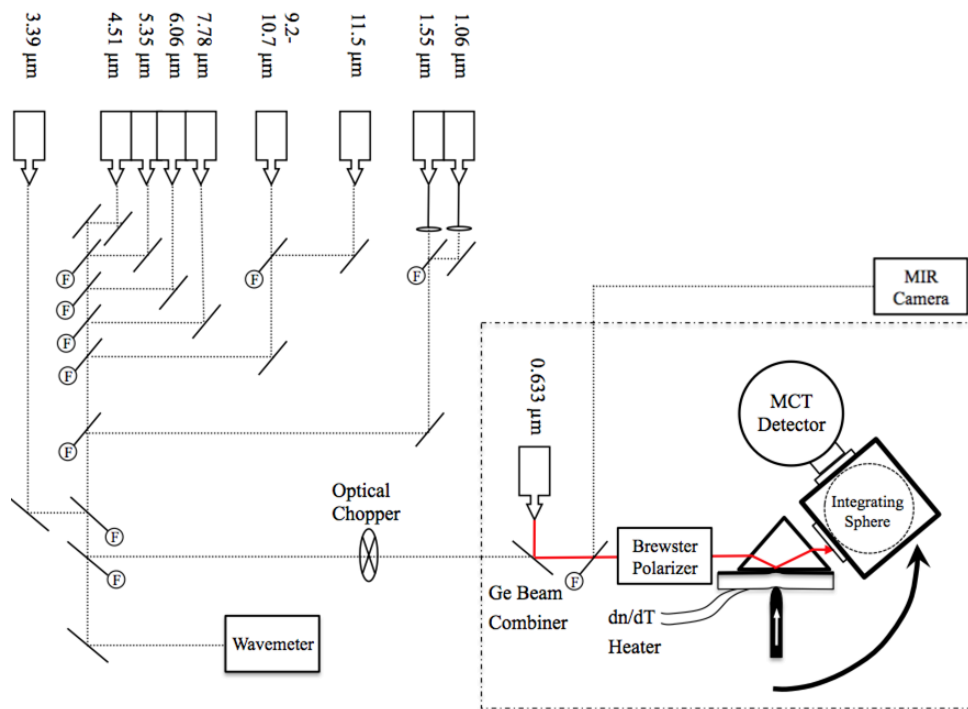 3.39 µm
4.51 µm
5.35 µm
6.06 µm
7.78 µm
9.2-
10.7 µm
11.5 µm
1.55 µm
1.06 µm
F
F
F
F
F
F
F
F
MIR
Camera
0.633 µm
MCT
Detector
Integrating
Sphere
Optical
Chopper
F
F
Brewster
Polarizer
F
Ge Beam
Combiner
dn/dT
Heater
Wavemeter